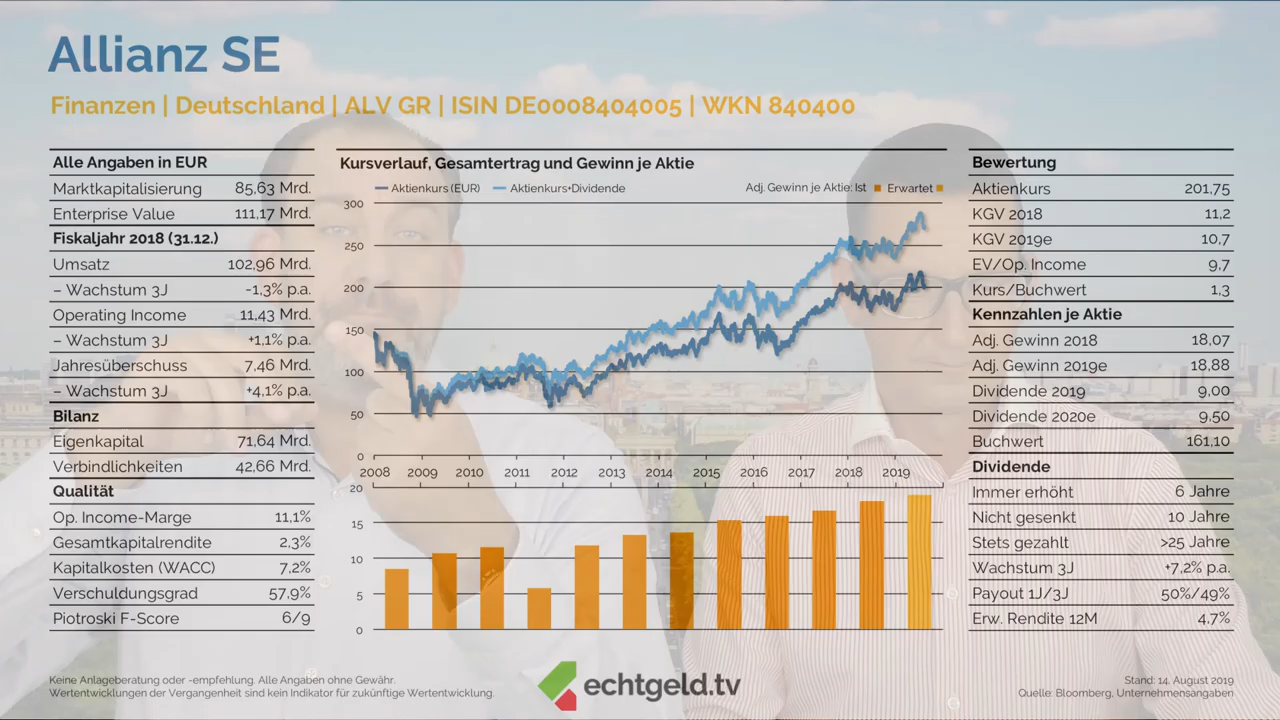 Allianz SE
Finanzen | Deutschland | ALV GR | ISIN DE0008404005 | WKN 840400
Alle Angaben in EUR
Marktkapitalisierung 85,63 Mrd.
Enterprise Value 111,17 Mrd.
Fiskaljahr 2018 (31.12.)
Umsatz 102,96 Mrd.
– Wachstum 3J -1,3% p.a.
Operating Income 11,43 Mrd.
– Wachstum 3J +1,1% p.a.
Jahresüberschuss 7,46 Mrd.
– Wachstum 3J +4,1% p.a.
Bilanz
Eigenkapital 71,64 Mrd.
Verbindlichkeiten 42,66 Mrd.
Qualität
Op. Income-Marge 11,1%
Gesamtkapitalrendite 2,3%
Kapitalkosten (WACC) 7,2%
Verschuldungsgrad 57,9%
Piotroski F-Score 6/9
Kursverlauf, Gesamtertrag und Gewinn je Aktie
Aktienkurs (EUR) Aktienkurs+Dividende Adj. Gewinn je Aktie: Ist Erwartet
300
250
200
150
100
50
0
2008 2009 2010 2011 2012 2013 2014 2015 2016 2017 2018 2019
20
15
10
5
0
Bewertung
Aktienkurs 201,75
KGV 2018 11,2
KGV 2019e 10,7
EV/Op. Income 9,7
Kurs/Buchwert 1,3
Kennzahlen je Aktie
Adj. Gewinn 2018 18,07
Adj. Gewinn 2019e 18,88
Dividende 2019 9,00
Dividende 2020e 9,50
Buchwert 161,10
Dividende
Immer erhöht 6 Jahre
Nicht gesenkt 10 Jahre
Stets gezahlt >25 Jahre
Wachstum 3J +7,2% p.a.
Payout 1J/3J 50%/49%
Erw. Rendite 12M 4,7%
Keine Anlageberatung oder -empfehlung. Alle Angaben ohne Gewähr.
Wertentwicklungen der Vergangenheit sind kein Indikator für zukünftige Wertentwicklung.
echtgeld.tv
Stand: 14. August 2019
Quelle: Bloomberg, Unternehmensangaben